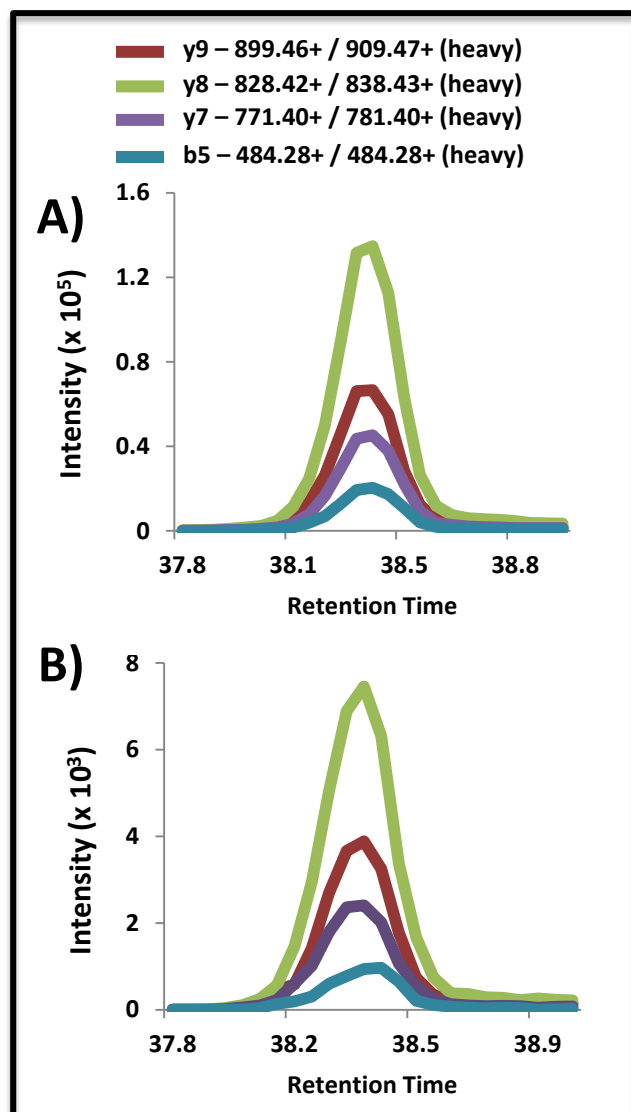 y9 – 899.46+ / 909.47+ (heavy)
y8 – 828.42+ / 838.43+ (heavy)
y7 – 771.40+ / 781.40+ (heavy)
b5 – 484.28+ / 484.28+ (heavy)
A)
Intensity (x 10⁵)
1.6
1.2
0.8
0.4
0
37.8 38.1 38.5 38.8
Retention Time
B)
Intensity (x 10³)
8
6
4
2
0
37.8 38.2 38.5 38.9
Retention Time